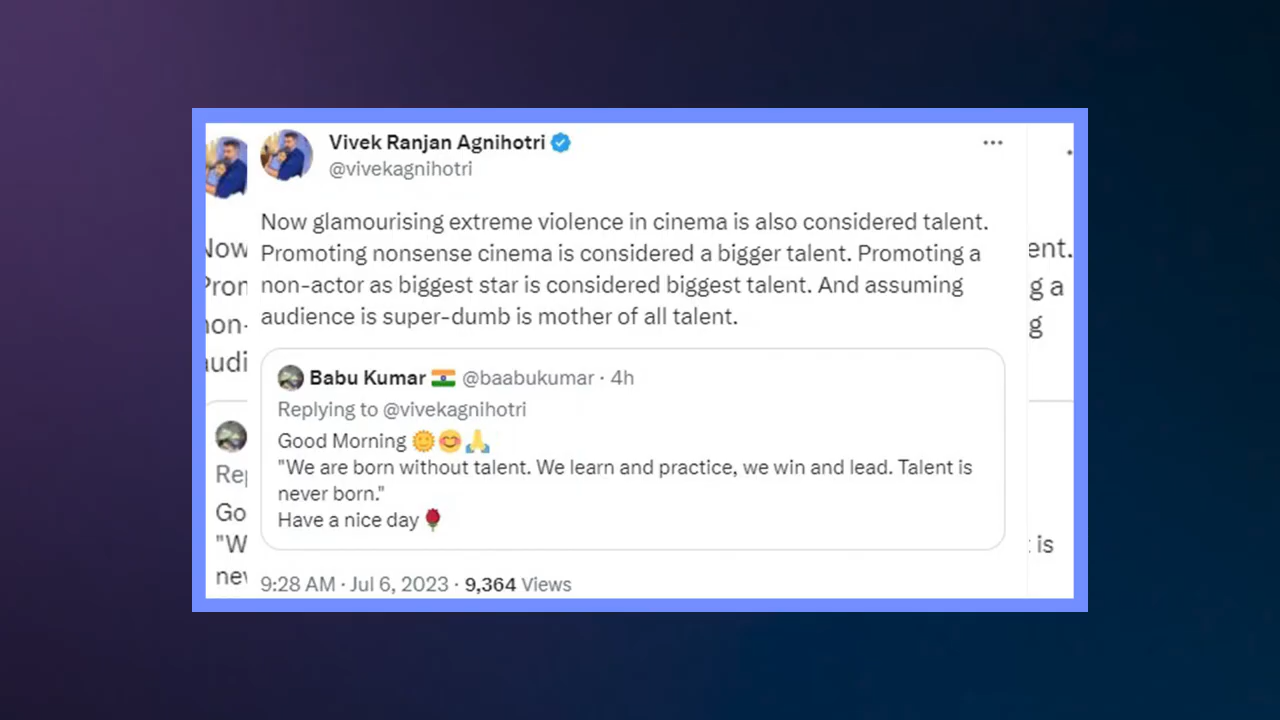 Vivek Ranjan Agnihotri
@vivekagnihotri
Now glamourising extreme violence in cinema is also considered talent.
Promoting nonsense cinema is considered a bigger talent. Promoting a
non-actor as biggest star is considered biggest talent. And assuming
audience is super-dumb is mother of all talent.
Babu Kumar 🇮🇳 @baabukumar · 4h
Replying to @vivekagnihotri
Good Morning 🌞😊🙏
"We are born without talent. We learn and practice, we win and lead. Talent is
never born."
Have a nice day🌹
9:28 AM · Jul 6, 2023 · 9,364 Views